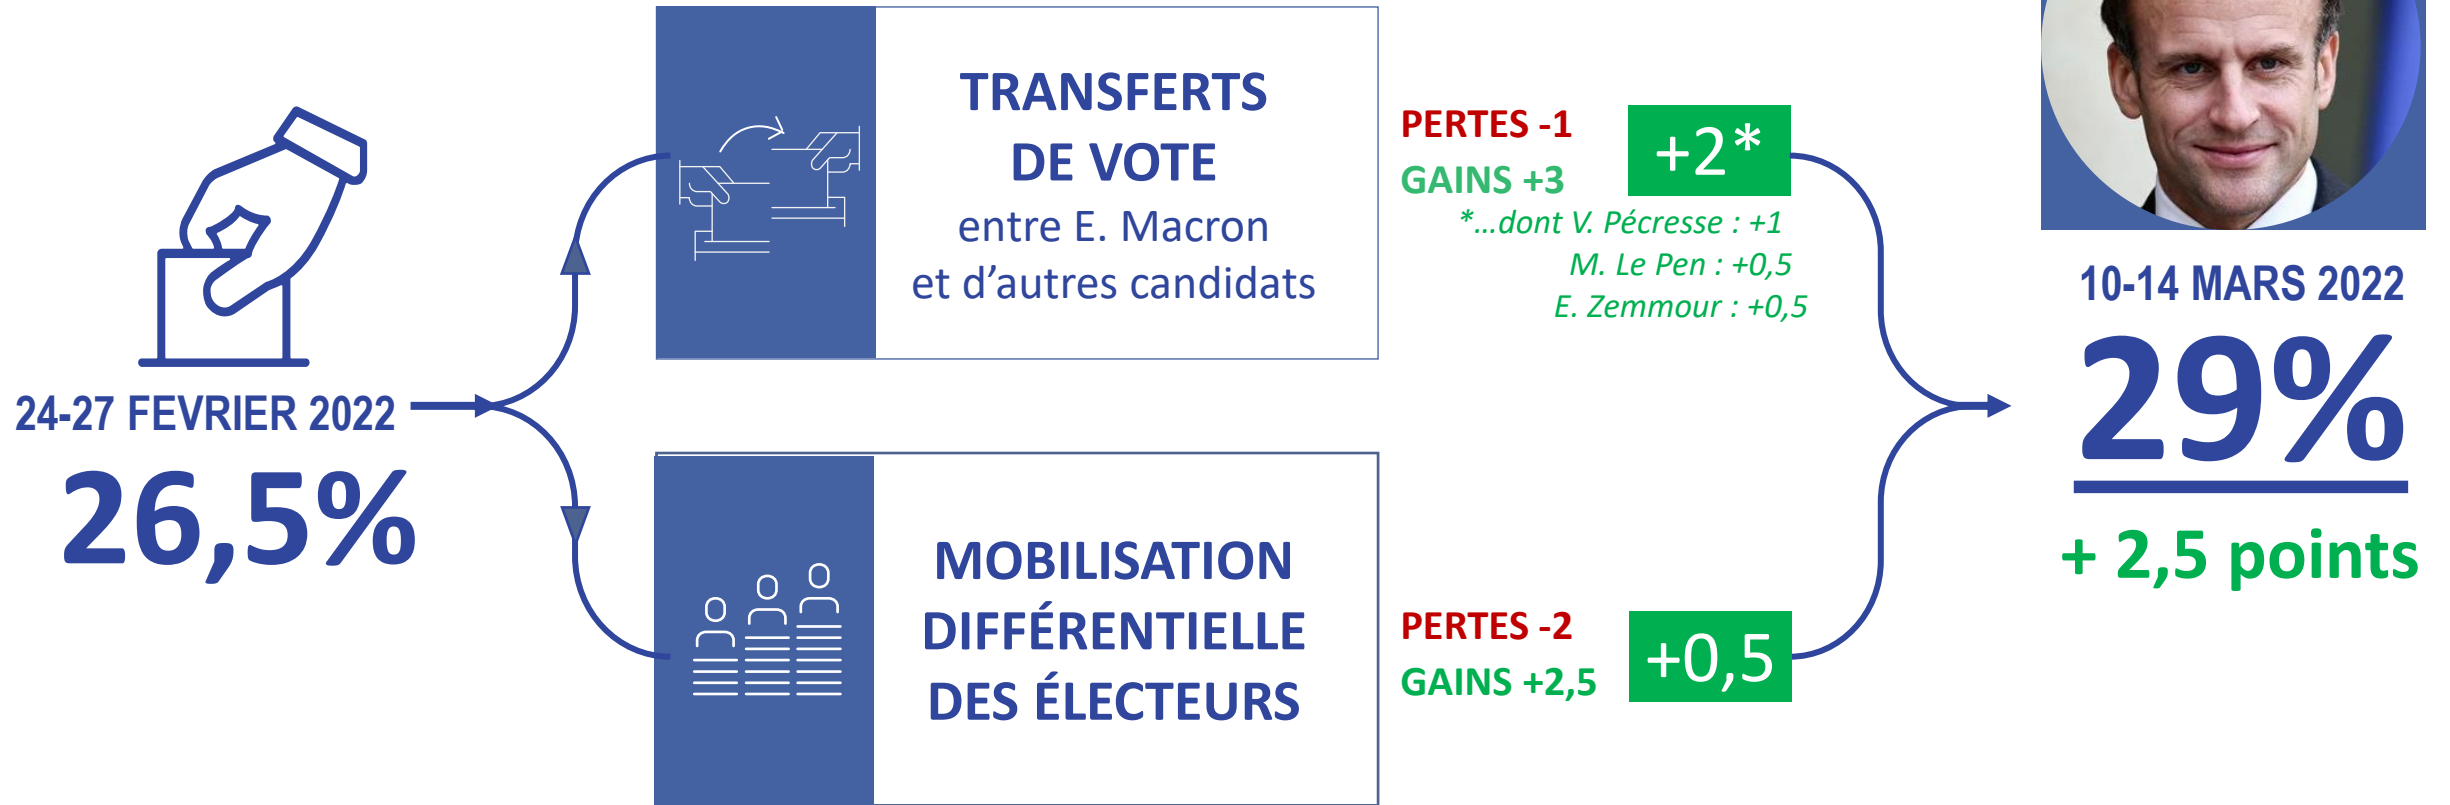 24-27 FEVRIER 2022
26,5%
TRANSFERTS
DE VOTE
entre E. Macron
et d’autres candidats
PERTES -1
GAINS +3
+2*
*…dont V. Pécresse : +1
M. Le Pen : +0,5
E. Zemmour : +0,5
MOBILISATION
DIFFÉRENTIELLE
DES ÉLECTEURS
PERTES -2
GAINS +2,5
+0,5
10-14 MARS 2022
29%
+ 2,5 points